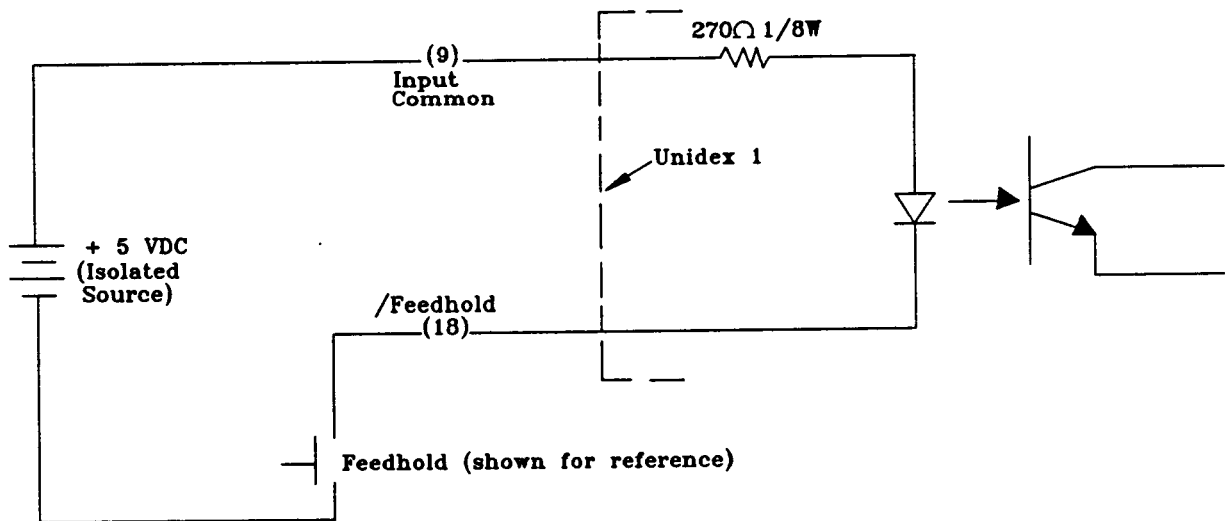 270Ω 1/8W
(9)
Input
Common
Unidex 1
+ 5 VDC
(Isolated
Source)
/Feedhold
(18)
Feedhold (shown for reference)